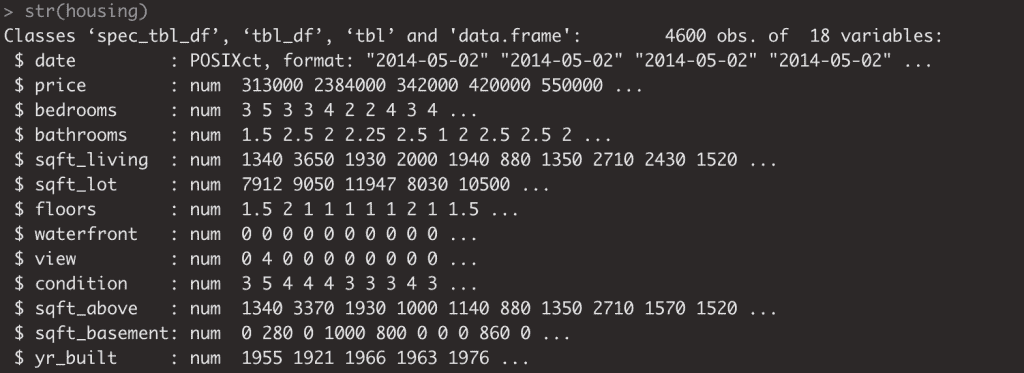 > str(housing)
Classes ‘spec_tbl_df’, ‘tbl_df’, ‘tbl’ and 'data.frame':	4600 obs. of  18 variables:
 $ date         : POSIXct, format: "2014-05-02" "2014-05-02" "2014-05-02" "2014-05-02" ...
 $ price        : num  313000 2384000 342000 420000 550000 ...
 $ bedrooms     : num  3 5 3 3 4 2 2 4 3 4 ...
 $ bathrooms    : num  1.5 2.5 2 2.25 2.5 1 2 2.5 2.5 2 ...
 $ sqft_living  : num  1340 3650 1930 2000 1940 880 1350 2710 2430 1520 ...
 $ sqft_lot     : num  7912 9050 11947 8030 10500 ...
 $ floors       : num  1.5 2 1 1 1 1 1 2 1 1.5 ...
 $ waterfront   : num  0 0 0 0 0 0 0 0 0 0 ...
 $ view         : num  0 4 0 0 0 0 0 0 0 0 ...
 $ condition    : num  3 5 4 4 4 3 3 3 4 3 ...
 $ sqft_above   : num  1340 3370 1930 1000 1140 880 1350 2710 1570 1520 ...
 $ sqft_basement: num  0 280 0 1000 800 0 0 0 860 0 ...
 $ yr_built     : num  1955 1921 1966 1963 1976 ...